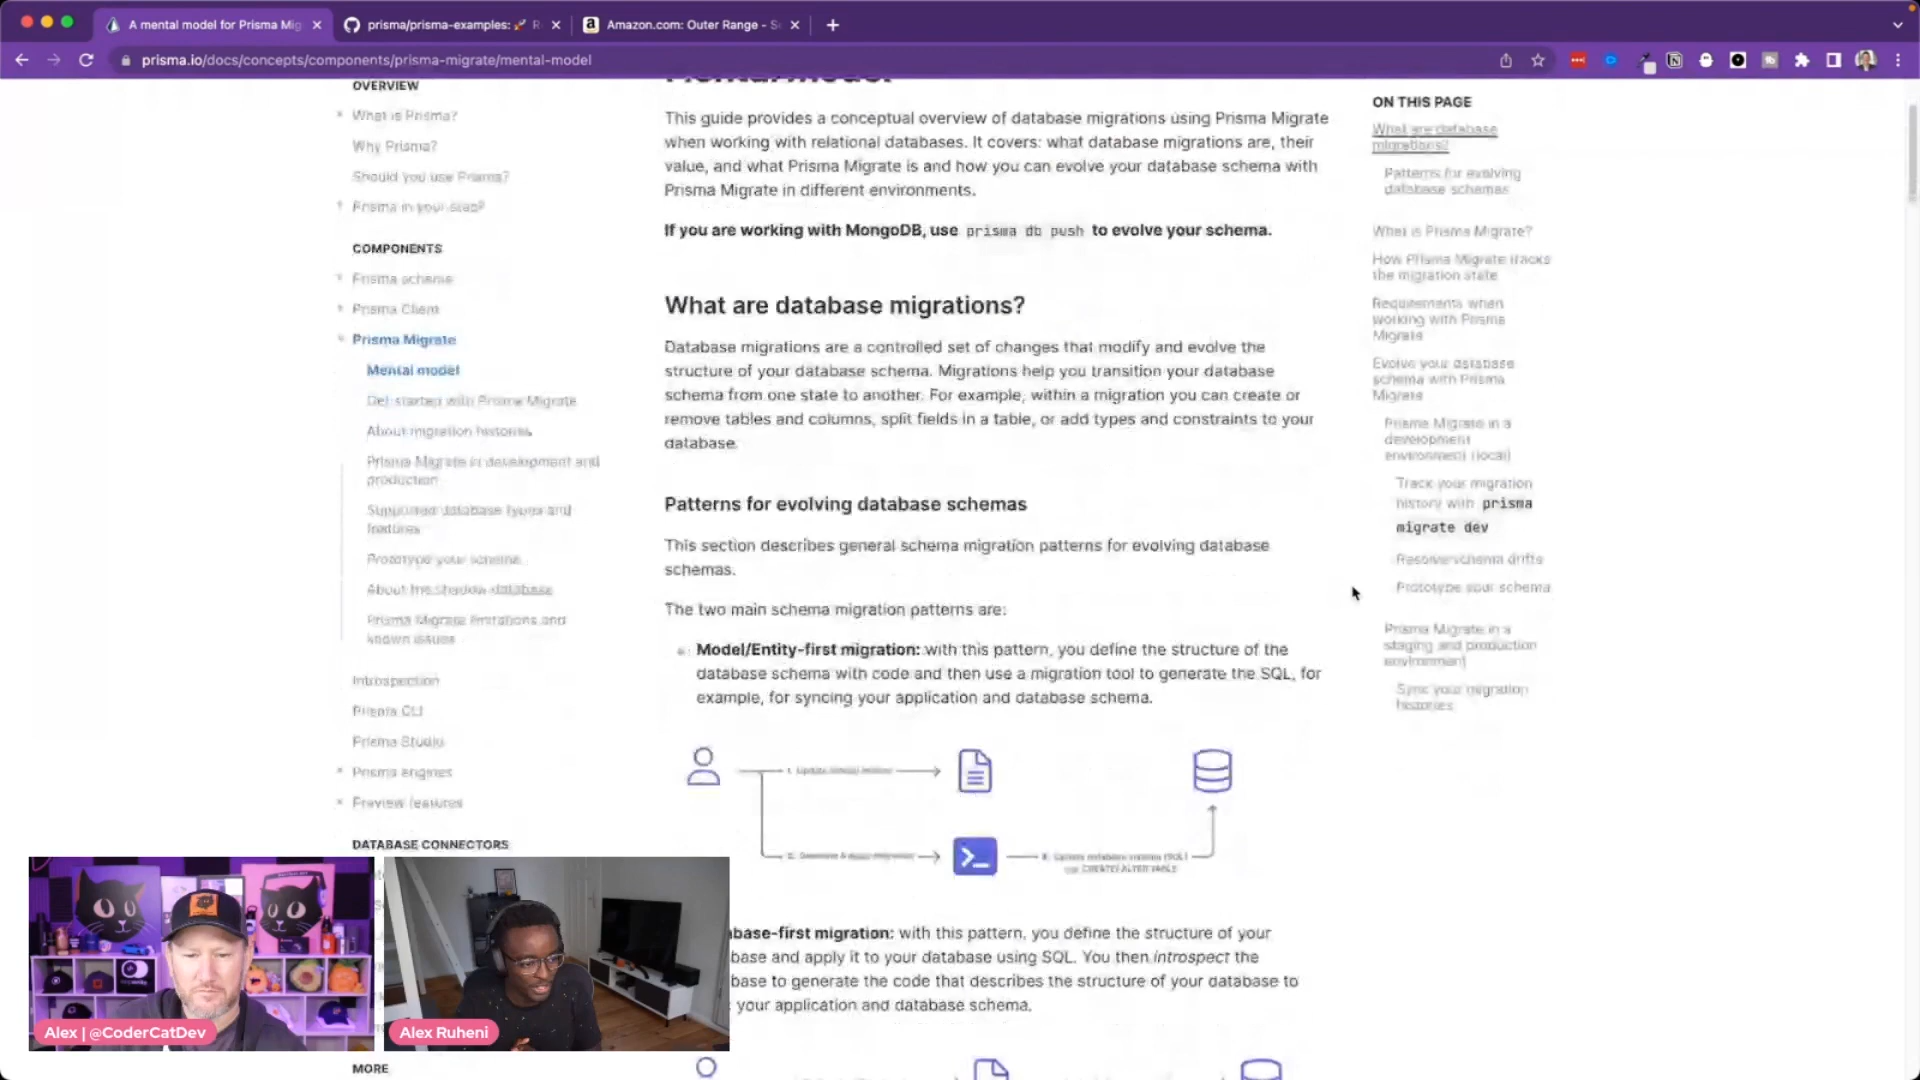 A mental model for Prisma Mig
prisma/prisma-examples: 🚀 R
Amazon.com: Outer Range - Se
prisma.io/docs/concepts/components/prisma-migrate/mental-model
OVERVIEW
What is Prisma?
Why Prisma?
Should you use Prisma?
Prisma in your stack?
COMPONENTS
Prisma schema
Prisma Client
Prisma Migrate
Mental model
Get started with Prisma Migrate
About migration histories
Prisma Migrate in development and
production
Supported database types and
features
Prototype your schema
About the shadow database
Prisma Migrate limitations and
known issues
Introspection
Prisma CLI
Prisma Studio
Prisma engines
Preview features
DATABASE CONNECTORS
MORE
This guide provides a conceptual overview of database migrations using Prisma Migrate
when working with relational databases. It covers: what database migrations are, their
value, and what Prisma Migrate is and how you can evolve your database schema with
Prisma Migrate in different environments.
If you are working with MongoDB, use prisma db push to evolve your schema.
What are database migrations?
Database migrations are a controlled set of changes that modify and evolve the
structure of your database schema. Migrations help you transition your database
schema from one state to another. For example, within a migration you can create or
remove tables and columns, split fields in a table, or add types and constraints to your
database.
Patterns for evolving database schemas
This section describes general schema migration patterns for evolving database
schemas.
The two main schema migration patterns are:
Model/Entity-first migration: with this pattern, you define the structure of the
database schema with code and then use a migration tool to generate the SQL, for
example, for syncing your application and database schema.
base-first migration: with this pattern, you define the structure of your
base and apply it to your database using SQL. You then introspect the
base to generate the code that describes the structure of your database to
your application and database schema.
ON THIS PAGE
What are database
migrations?
Patterns for evolving
database schemas
What is Prisma Migrate?
How Prisma Migrate tracks
the migration state
Requirements when
working with Prisma
Migrate
Evolve your database
schema with Prisma
Migrate
Prisma Migrate in a
development
environment (local)
Track your migration
history with prisma
migrate dev
Resolve schema drifts
Prototype your schema
Prisma Migrate in a
staging and production
environment
Sync your migration
histories
Alex | @CoderCatDev
Alex Ruheni